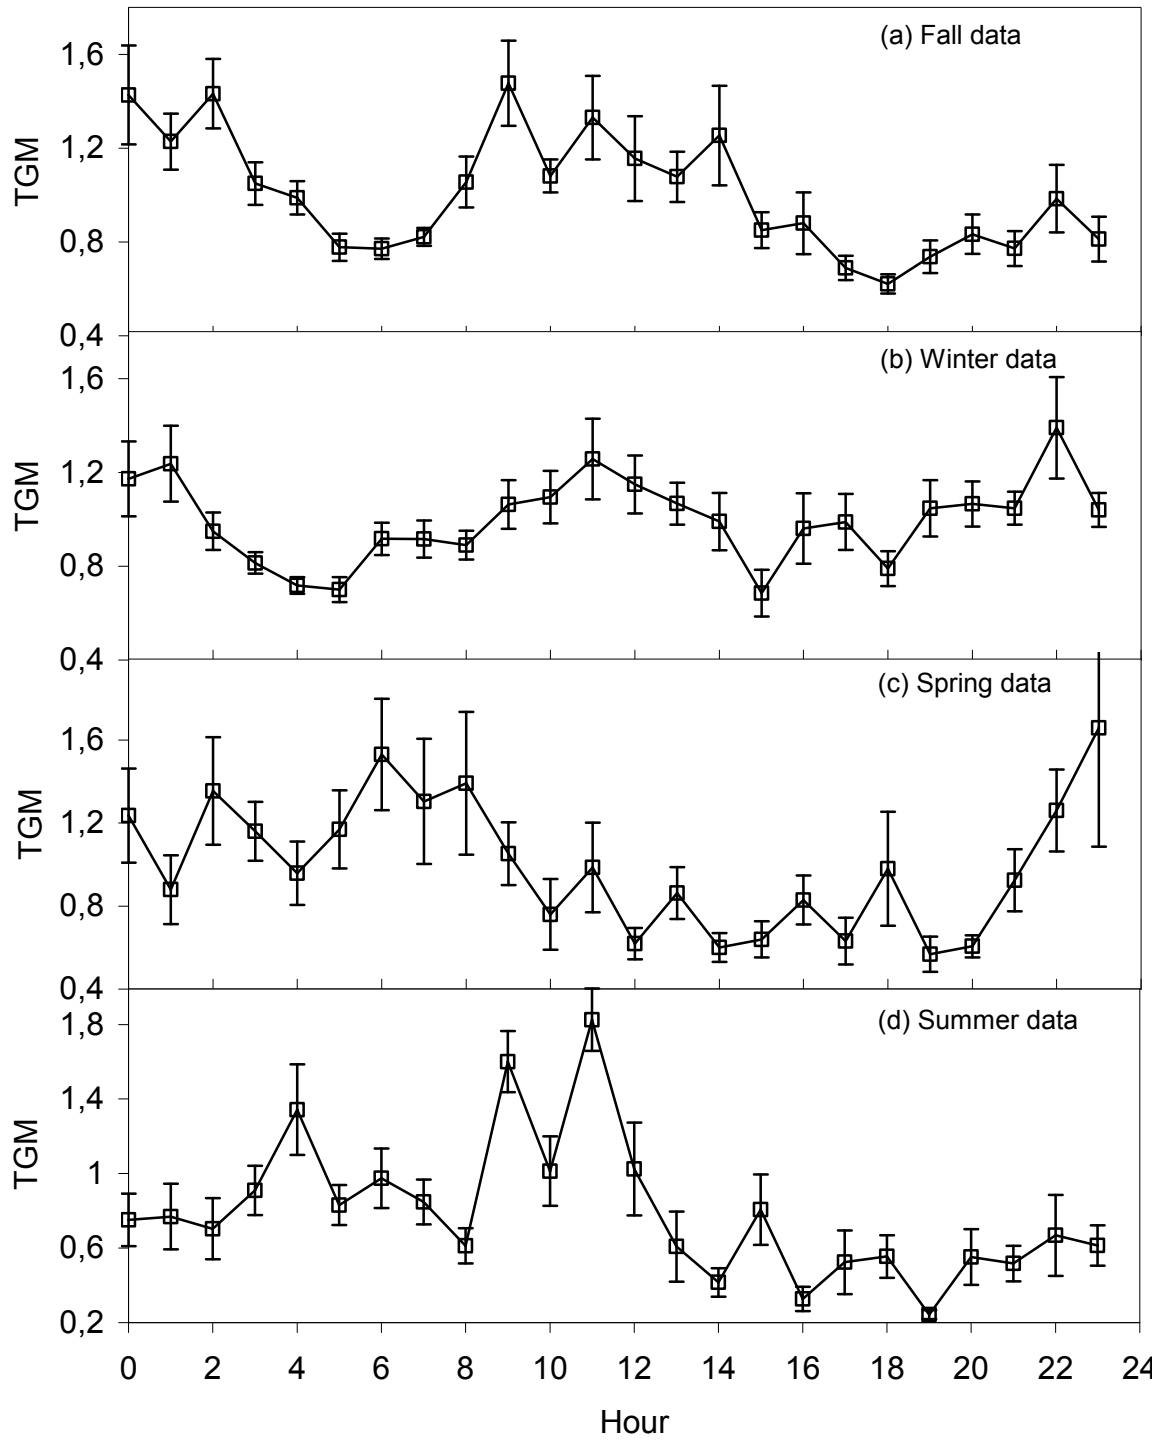 (a) Fall data
TGM
1,6
1,2
0,8
0,4
(b) Winter data
TGM
1,6
1,2
0,8
0,4
(c) Spring data
TGM
1,6
1,2
0,8
0,4
(d) Summer data
TGM
1,8
1,4
1
0,6
0,2
0 2 4 6 8 10 12 14 16 18 20 22 24
Hour